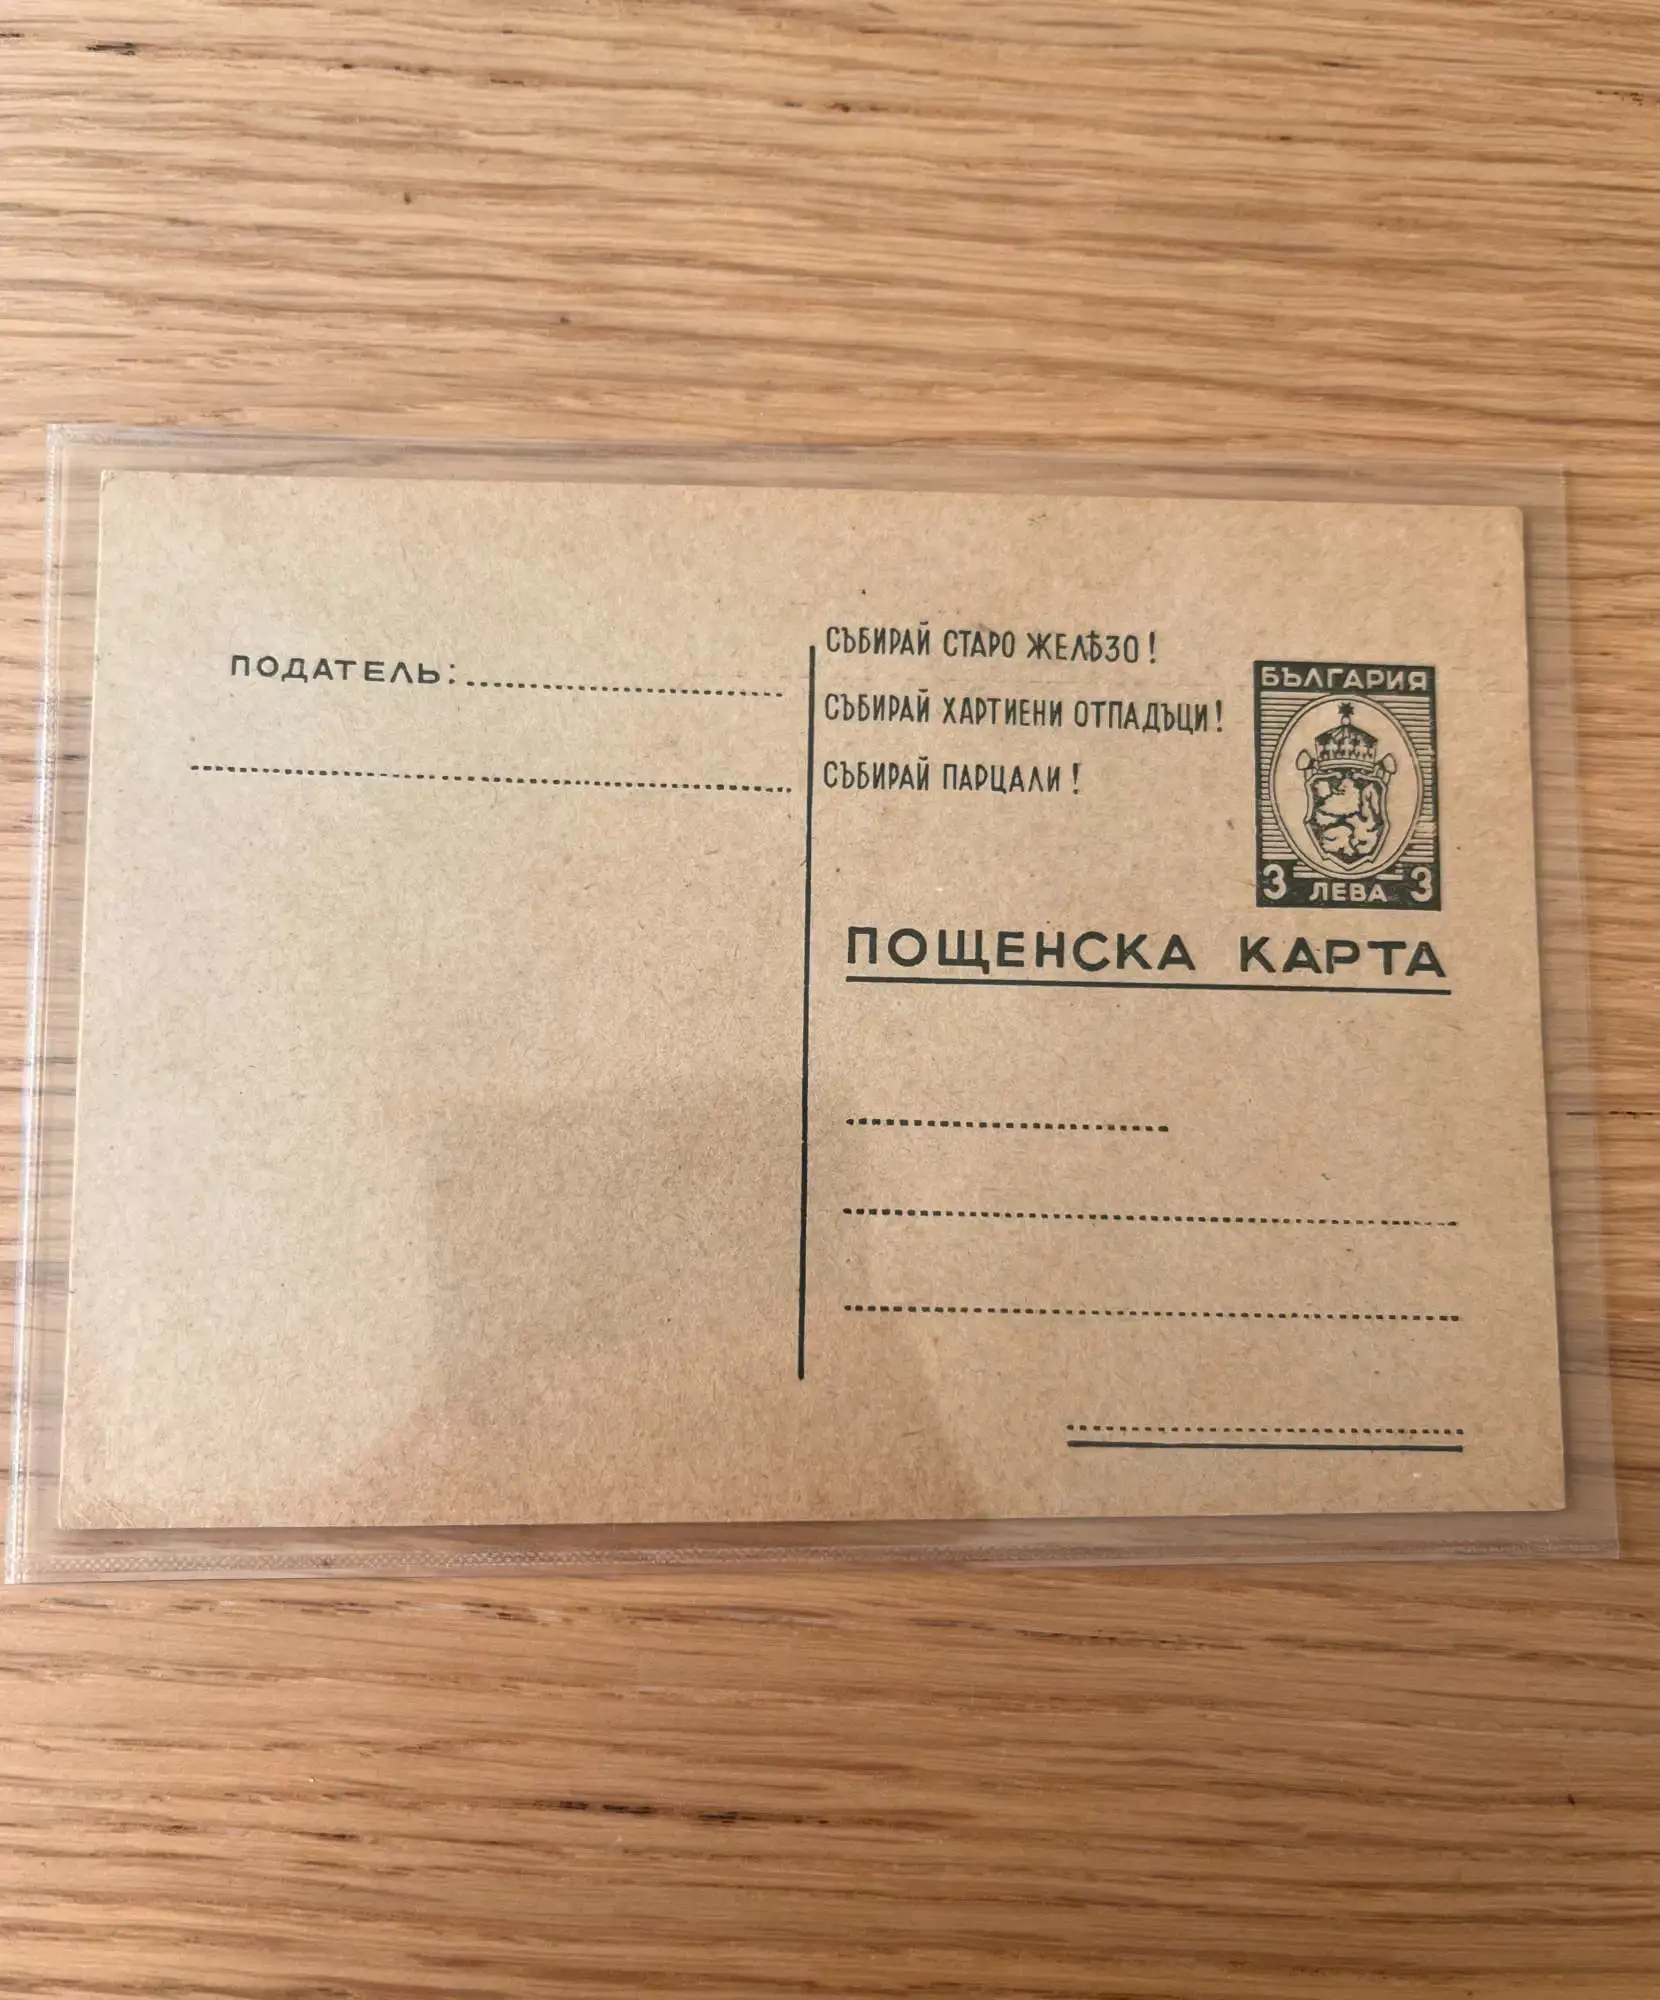 ПОДАТЕЛЬ:
СЪБИРАЙ СТАРО ЖЕЛѢЗО!
СЪБИРАЙ ХАРТИЕНИ ОТПАДЪЦИ!
СЪБИРАЙ ПАРЦАЛИ!
БЪЛГАРИЯ
3 ЛЕВА 3
ПОЩЕНСКА КАРТА